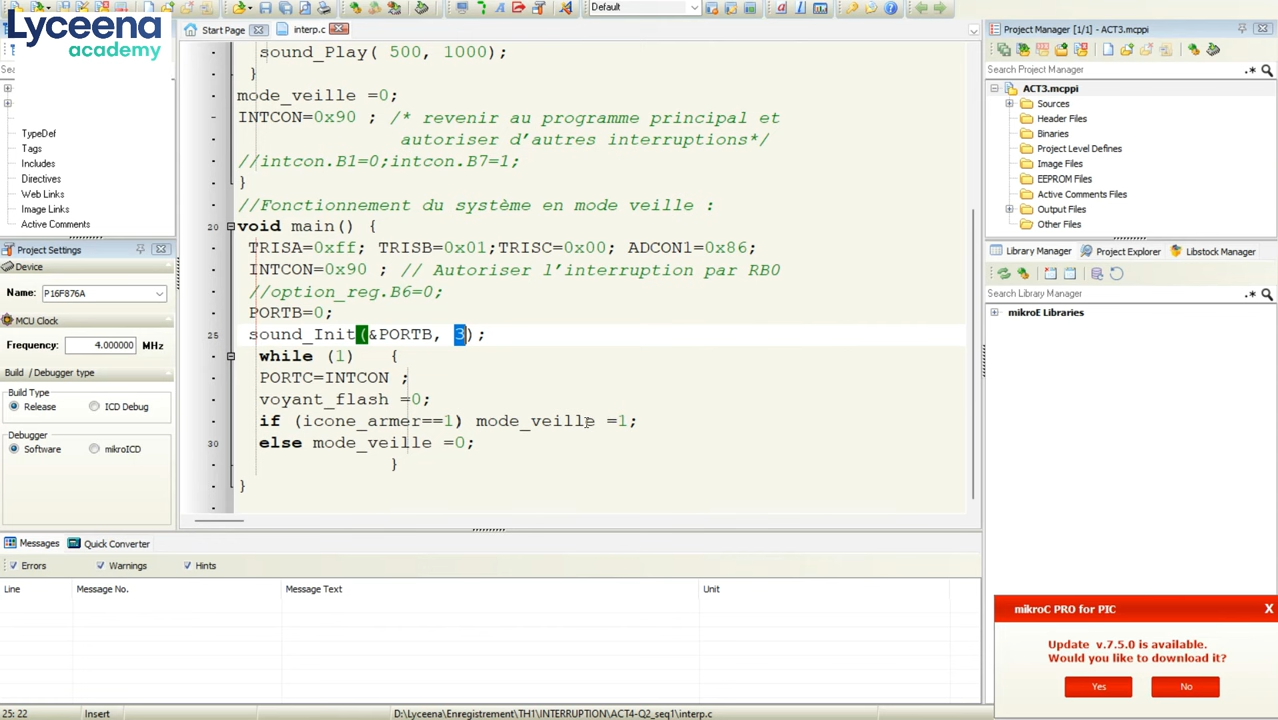 Lyceena
academy
Default
Start Page
interp.c
sound_Play( 500, 1000);
}
mode_veille =0;
INTCON=0x90 ; /* revenir au programme principal et
autoriser d’autres interruptions*/
//intcon.B1=0;intcon.B7=1;
}
//Fonctionnement du système en mode veille :
20 void main() {
TRISA=0xff; TRISB=0x01;TRISC=0x00; ADCON1=0x86;
INTCON=0x90 ; // Autoriser l’interruption par RB0
//option_reg.B6=0;
PORTB=0;
25 sound_Init(&PORTB, 3);
while (1) {
PORTC=INTCON ;
voyant_flash =0;
if (icone_armer==1) mode_veille =1;
30 else mode_veille =0;
}
}
TypeDef
Tags
Includes
Directives
Web Links
Image Links
Active Comments
Project Settings
Device
Name: P16F876A
MCU Clock
Frequency: 4.000000 MHz
Build / Debugger type
Build Type
Release ICD Debug
Debugger
Software mikroICD
Project Manager [1/1] - ACT3.mcppi
Search Project Manager
ACT3.mcppi
Sources
Header Files
Binaries
Project Level Defines
Image Files
EEPROM Files
Active Comments Files
Output Files
Other Files
Library Manager Project Explorer Libstock Manager
Search Library Manager
mikroE Libraries
Messages Quick Converter
Errors Warnings Hints
Line Message No. Message Text Unit
mikroC PRO for PIC X
Update v.7.5.0 is available.
Would you like to download it?
Yes No
25: 22 Insert D:\Lyceena\Enregistrement\TH1\INTERRUPTION\ACT4-Q2_seq1\interp.c